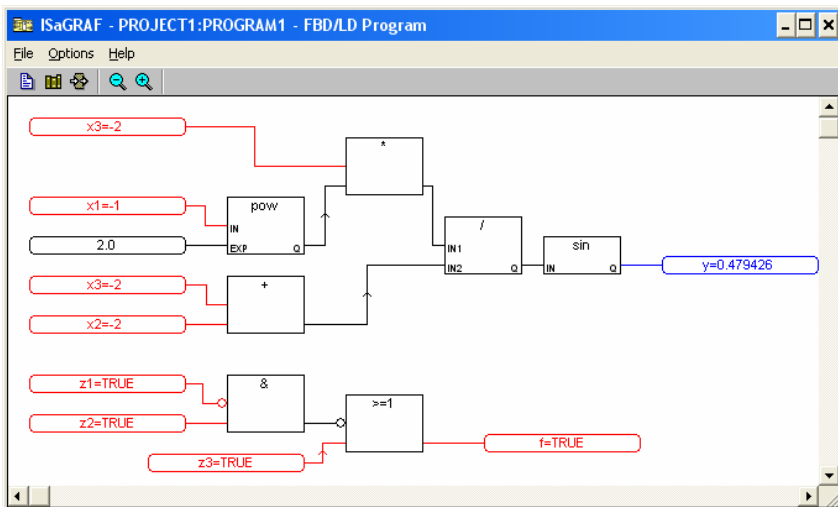 ISaGRAF - PROJECT1:PROGRAM1 - FBD/LD Program
File Options Help
x3=-2
*
x1=-1
pow
IN
2.0
EXP Q
/
IN1
IN2 Q
sin
IN Q
y=0.479426
x3=-2
+
x2=-2
z1=TRUE
&
z2=TRUE
>=1
z3=TRUE
f=TRUE